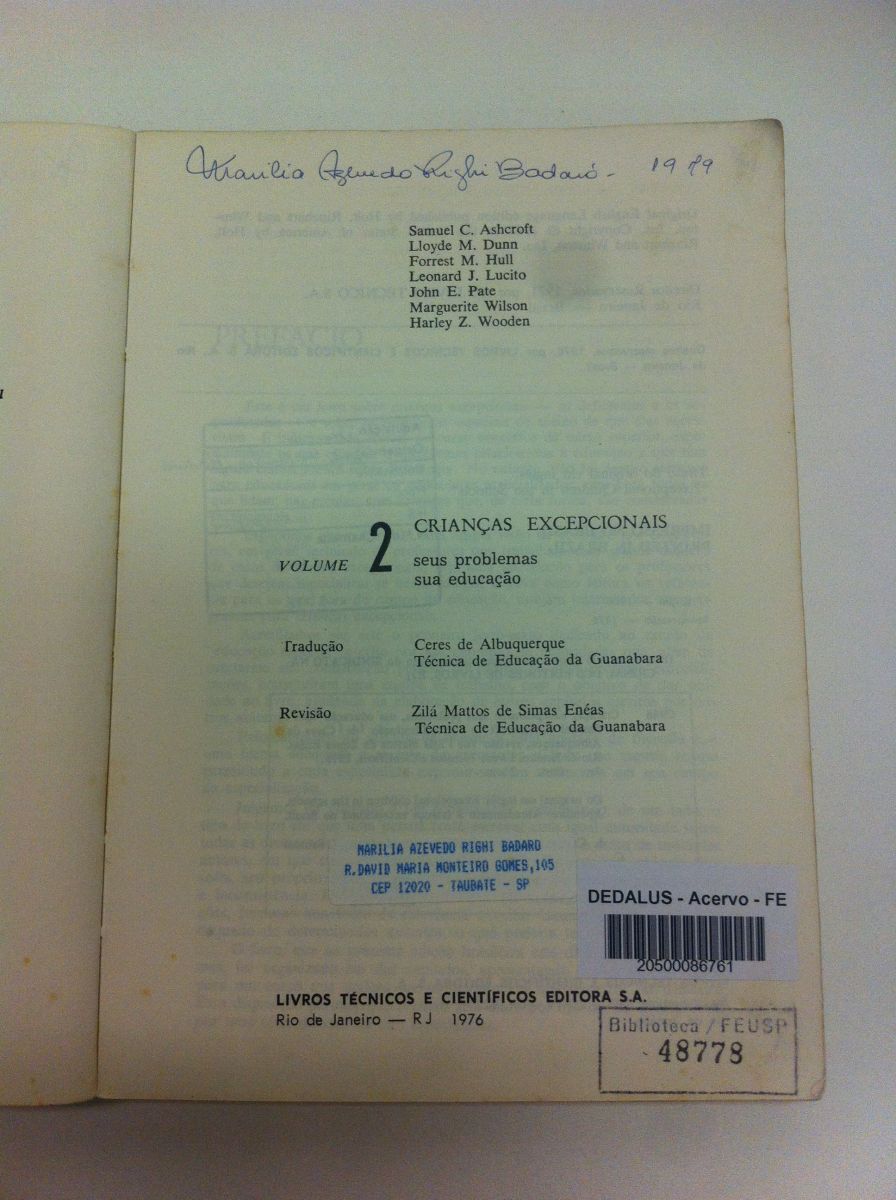 Marilia Azevedo Righi Badaró - 1979
Samuel C. Ashcroft
Lloyde M. Dunn
Forrest M. Hull
Leonard J. Lucito
John E. Pate
Marguerite Wilson
Harley Z. Wooden
VOLUME 2 CRIANÇAS EXCEPCIONAIS
seus problemas
sua educação
Tradução Ceres de Albuquerque
Técnica de Educação da Guanabara
Revisão Zilá Mattos de Simas Enéas
Técnica de Educação da Guanabara
MARILIA AZEVEDO RIGHI BADARO
R.DAVID MARIA MONTEIRO GOMES,105
CEP 12020 - TAUBATE - SP
DEDALUS - Acervo - FE
20500086761
LIVROS TÉCNICOS E CIENTÍFICOS EDITORA S.A.
Rio de Janeiro — RJ 1976
Biblioteca / FEUSP
48778